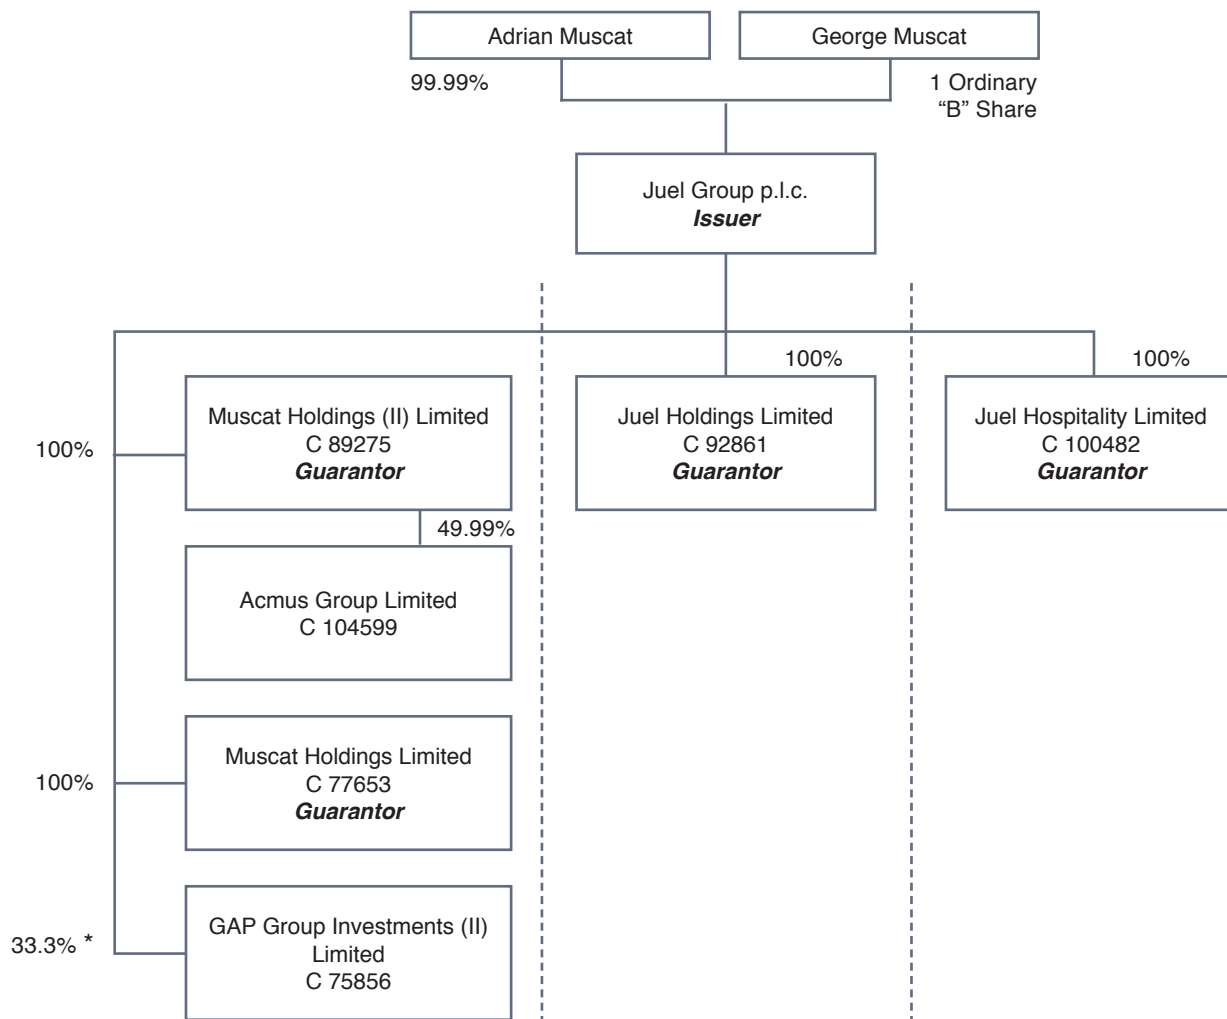 Adrian Muscat
George Muscat
99.99%
1 Ordinary
“B” Share
Juel Group p.l.c.
Issuer
100%
100%
Muscat Holdings (II) Limited
C 89275
Guarantor
100%
Juel Holdings Limited
C 92861
Guarantor
Juel Hospitality Limited
C 100482
Guarantor
49.99%
Acmus Group Limited
C 104599
Muscat Holdings Limited
C 77653
Guarantor
100%
GAP Group Investments (II)
Limited
C 75856
33.3% *